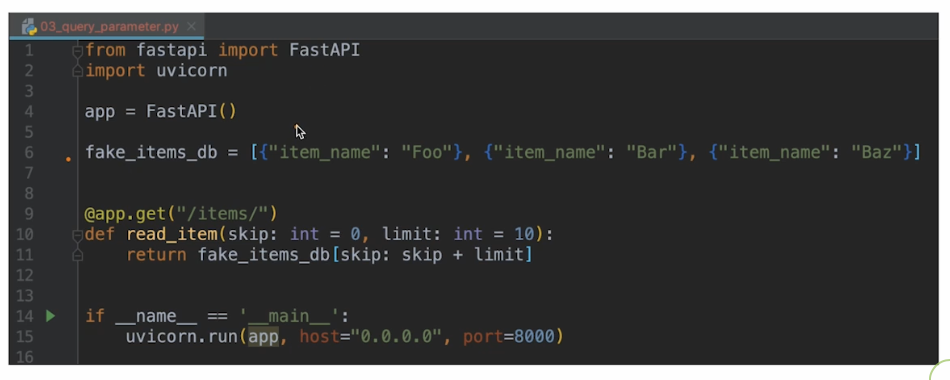 03_query_parameter.py
1 from fastapi import FastAPI
2 import uvicorn
3
4 app = FastAPI()
5
6 fake_items_db = [{"item_name": "Foo"}, {"item_name": "Bar"}, {"item_name": "Baz"}]
7
8
9 @app.get("/items/")
10 def read_item(skip: int = 0, limit: int = 10):
11     return fake_items_db[skip: skip + limit]
12
13
14 if __name__ == '__main__':
15     uvicorn.run(app, host="0.0.0.0", port=8000)
16